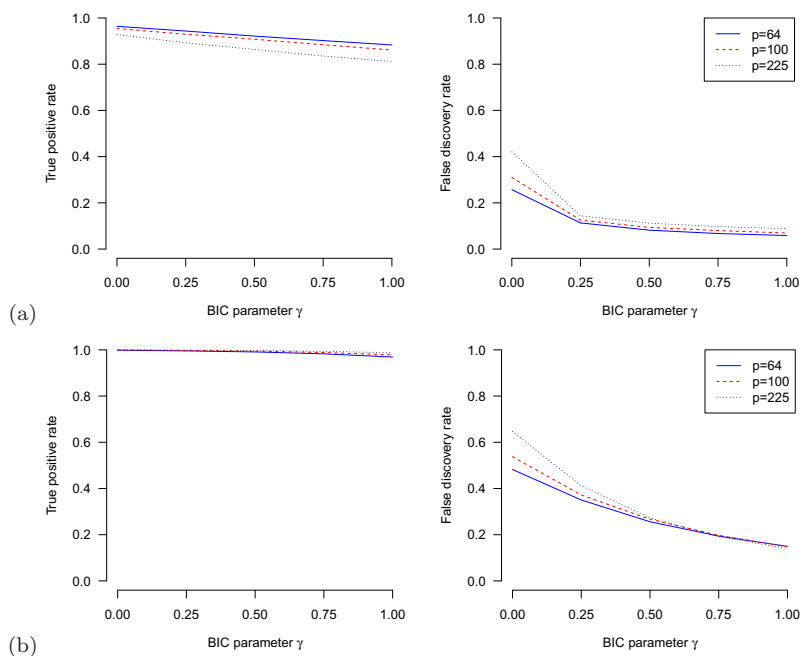 True positive rate
1.0
0.8
0.6
0.4
0.2
0.0
0.00 0.25 0.50 0.75 1.00
BIC parameter γ
False discovery rate
1.0
0.8
0.6
0.4
0.2
0.0
0.00 0.25 0.50 0.75 1.00
BIC parameter γ
p=64
p=100
p=225
(a)
True positive rate
1.0
0.8
0.6
0.4
0.2
0.0
0.00 0.25 0.50 0.75 1.00
BIC parameter γ
False discovery rate
1.0
0.8
0.6
0.4
0.2
0.0
0.00 0.25 0.50 0.75 1.00
BIC parameter γ
p=64
p=100
p=225
(b)